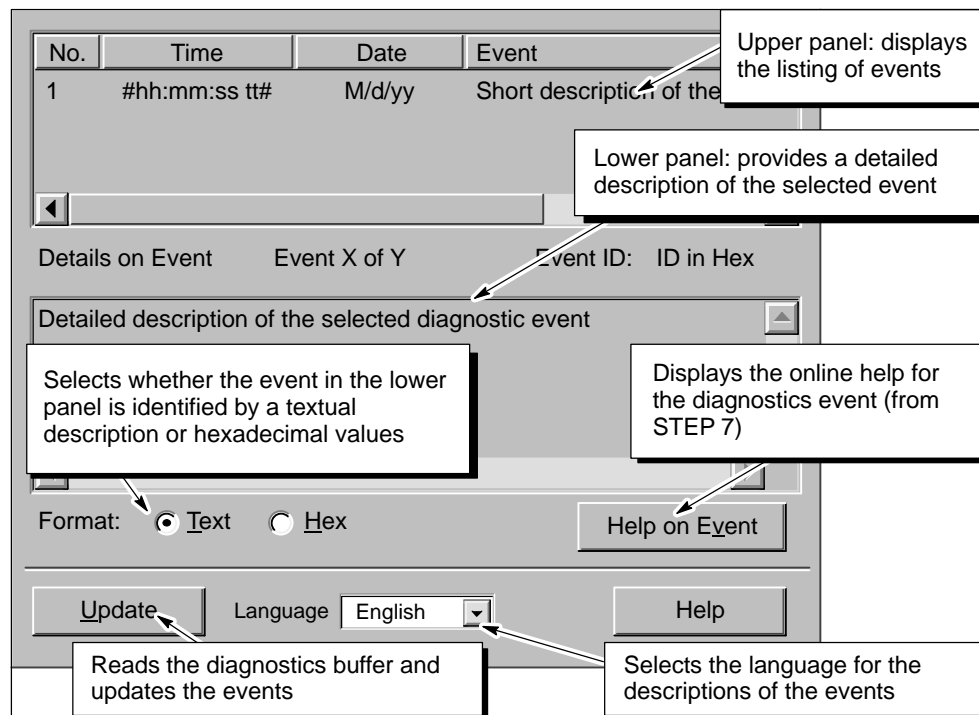 No. Time Date Event
Upper panel: displays
the listing of events
1 #hh:mm:ss tt# M/d/yy Short description of the
Lower panel: provides a detailed
description of the selected event
Details on Event Event X of Y Event ID: ID in Hex
Detailed description of the selected diagnostic event
Selects whether the event in the lower
panel is identified by a textual
description or hexadecimal values
Displays the online help for
the diagnostics event (from
STEP 7)
Format: Text Hex
Help on Event
Update Language English Help
Reads the diagnostics buffer and
updates the events
Selects the language for the
descriptions of the events